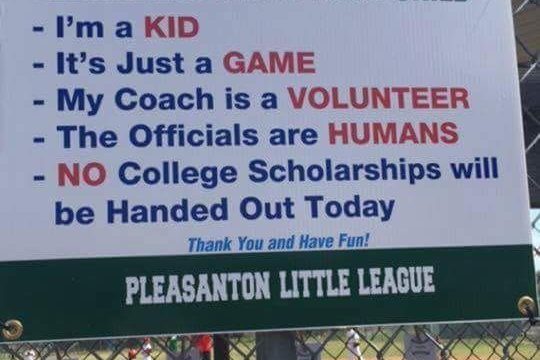 - I'm a KID
- It's Just a GAME
- My Coach is a VOLUNTEER
- The Officials are HUMANS
- NO College Scholarships will
be Handed Out Today
Thank You and Have Fun!
PLEASANTON LITTLE LEAGUE